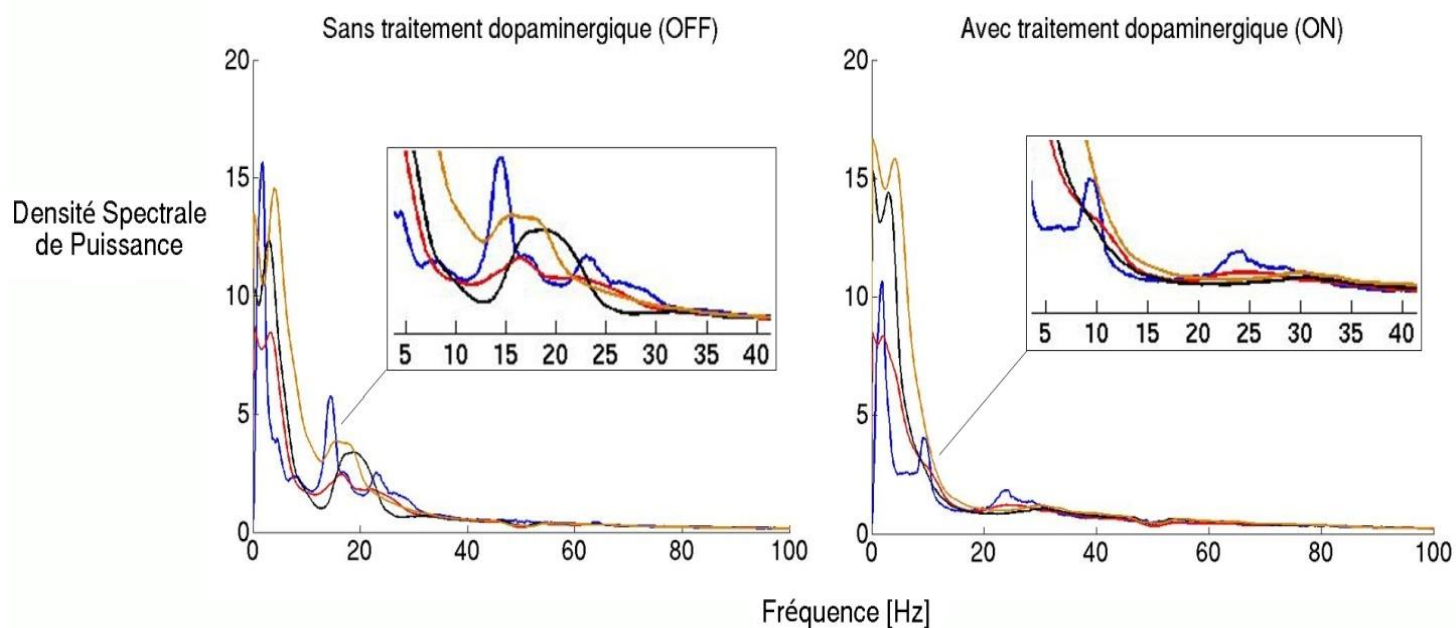 Sans traitement dopaminergique (OFF)
Avec traitement dopaminergique (ON)
Densité Spectrale
de Puissance
20
15
10
5
0
5 10 15 20 25 30 35 40
0 20 40 60 80 100
20
15
10
5
0
5 10 15 20 25 30 35 40
0 20 40 60 80 100
Fréquence [Hz]